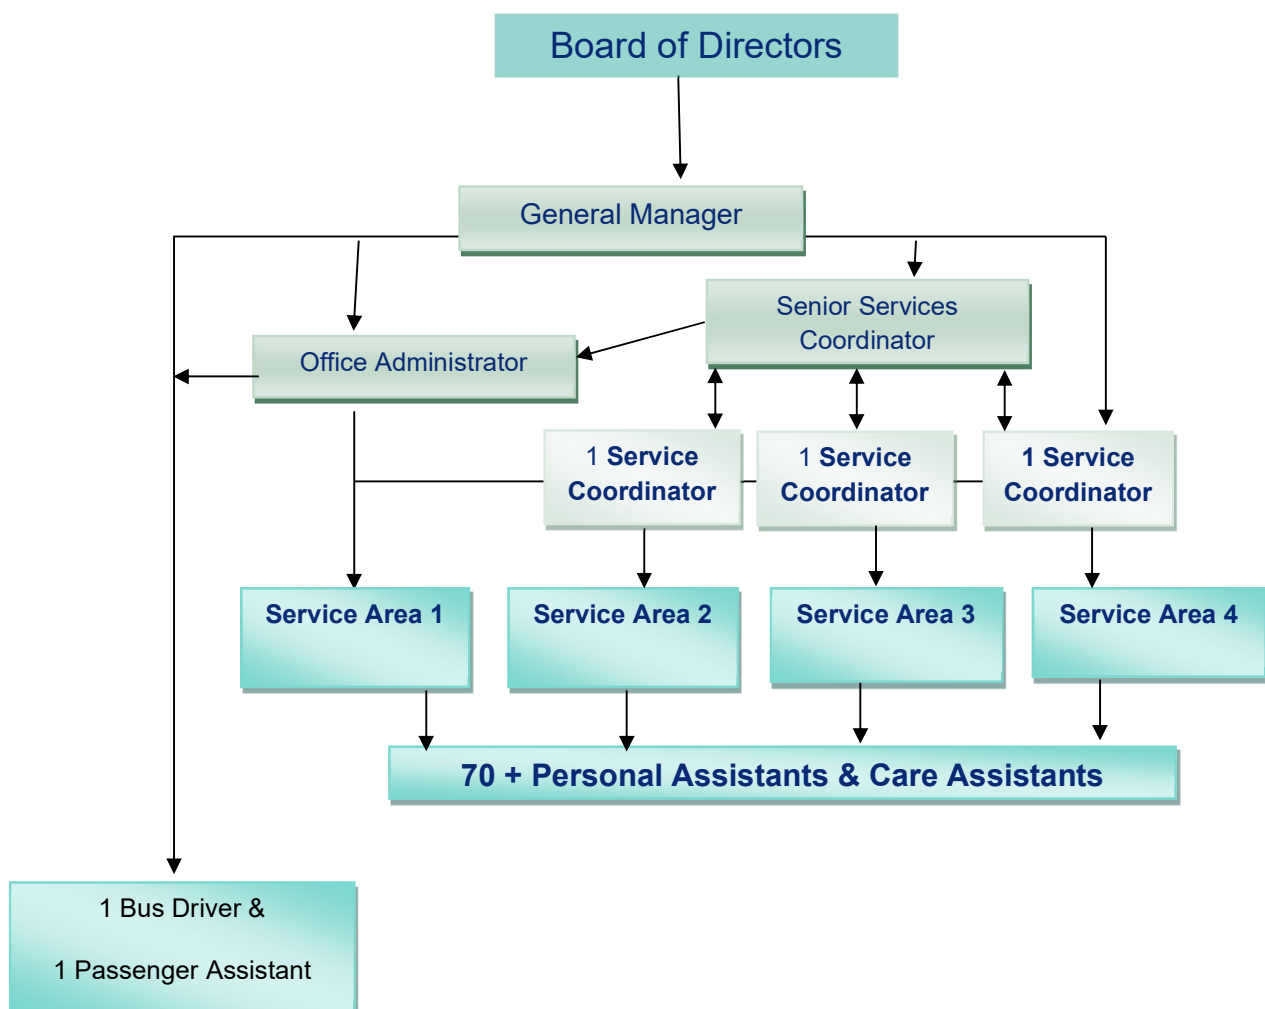 Board of Directors
General Manager
Senior Services
Coordinator
Office Administrator
1 Service
Coordinator
1 Service
Coordinator
1 Service
Coordinator
Service Area 1
Service Area 2
Service Area 3
Service Area 4
70 + Personal Assistants & Care Assistants
1 Bus Driver &
1 Passenger Assistant